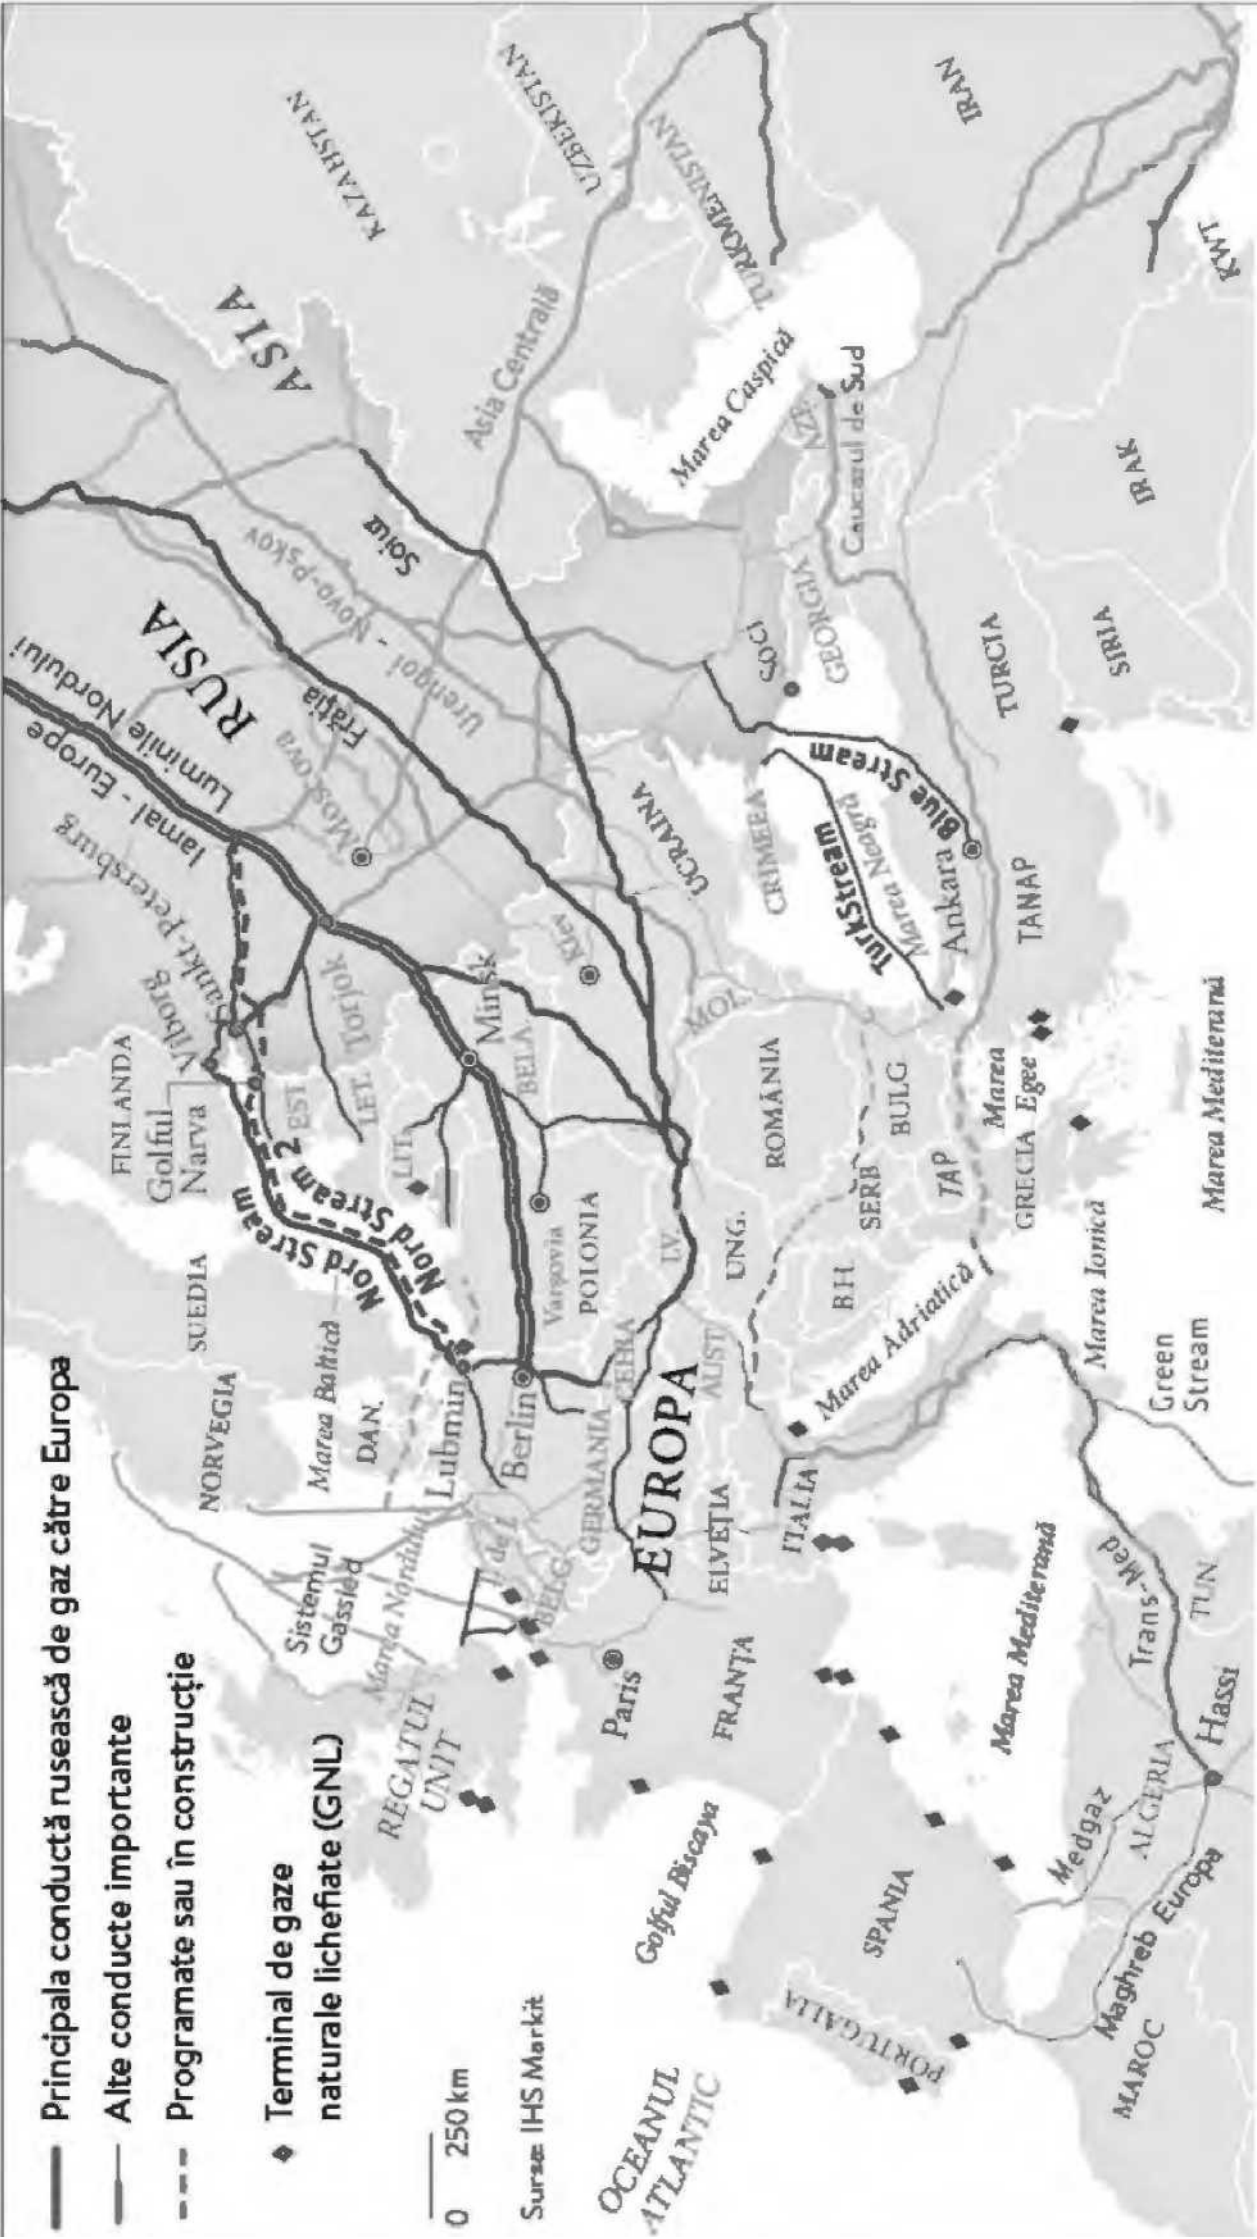 Principala conductă rusească de gaz către Europa
Alte conducte importante
Programate sau în construcție
Terminal de gaze
naturale lichefiate (GNL)
0 250 km
Sursa: IHS Markit
OCEANUL
ATLANTIC
NORVEGIA
SUEDIA
FINLANDA
Golful
Narva
Viborg
Sankt-Petersburg
Iamal - Europe
Luminile Nordului
RUSIA
ASIA
KAZAHSTAN
UZBEKISTAN
TURKMENISTAN
IRAN
KWT.
Asia Centrală
Soiuz
Urengoi - Novo-Pskov
Frăția
Moscova
Torjok
EST
LET.
LIT.
Nord Stream
Nord Stream 2
Marea Baltică
DAN.
Sistemul
Gassled
Marea Nordului
REGATUL
UNIT
Lubmin
Berlin
Minsk
BELA.
Varșovia
POLONIA
Kiev
UCRAINA
MOL.
CRIMEEA
SOCI
GEORGIA
AZE.
Caucazul de Sud
Marea Caspică
GERMANIA
CEHIA
BELG.
Ț. de J.
Paris
FRANȚA
EUROPA
ELVEȚIA
AUST.
UNG.
ROMÂNIA
SERB
BULG
B.H.
TurkStream
Blue Stream
Marea Neagră
Ankara
TURCIA
TANAP
SIRIA
IRAK
TAP
GRECIA
Marea
Egee
Marea Adriatică
ITALIA
Marea Ionică
Marea Mediterană
Marea Mediterană
Green
Stream
Golful Biscaya
SPANIA
PORTUGALIA
Trans-Med
TUN
Hassi
Medgaz
ALGERIA
Maghreb Europa
MAROC